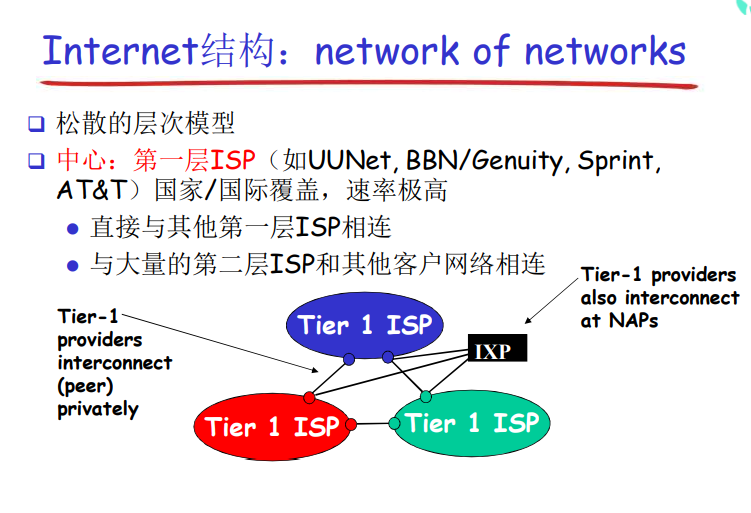 Internet结构：network of networks
松散的层次模型
中心：第一层ISP（如UUNet, BBN/Genuity, Sprint,
AT&T）国家/国际覆盖，速率极高
直接与其他第一层ISP相连
与大量的第二层ISP和其他客户网络相连
Tier-1 providers
also interconnect
at NAPs
Tier-1
providers
interconnect
(peer)
privately
Tier 1 ISP
IXP
Tier 1 ISP
Tier 1 ISP